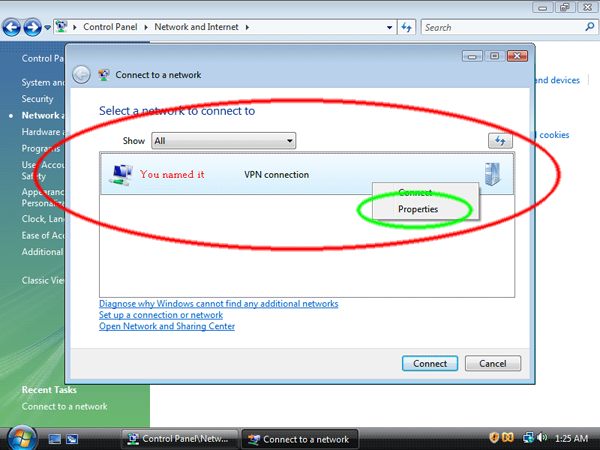 Control Panel Network and Internet Search
Control Pa
Connect to a network
System and
Security
Network a
Hardware a
Programs
User Accou
Safety
Appearanc
Personaliz
Clock, Lan
Ease of Acc
Additional
Classic Vie
Select a network to connect to
Show All
You named it VPN connection
Connect
Properties
Diagnose why Windows cannot find any additional networks
Set up a connection or network
Open Network and Sharing Center
Connect Cancel
nd devices
cookies
Recent Tasks
Connect to a network
Control Panel\Netw... Connect to a network 1:25 AM